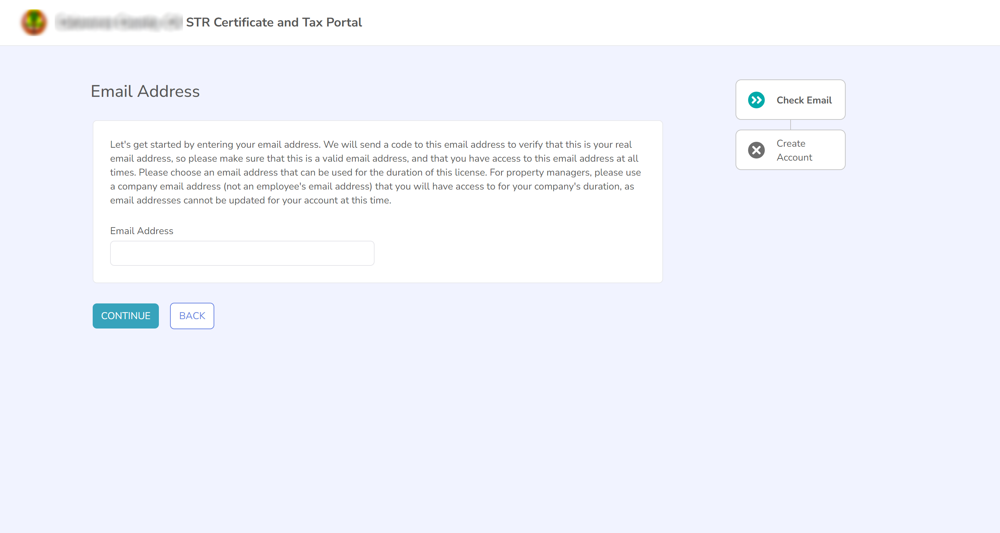 STR Certificate and Tax Portal
Email Address
Let's get started by entering your email address. We will send a code to this email address to verify that this is your real
email address, so please make sure that this is a valid email address, and that you have access to this email address at all
times. Please choose an email address that can be used for the duration of this license. For property managers, please use
a company email address (not an employee's email address) that you will have access to for your company's duration, as
email addresses cannot be updated for your account at this time.
Email Address
CONTINUE
BACK
Check Email
Create
Account